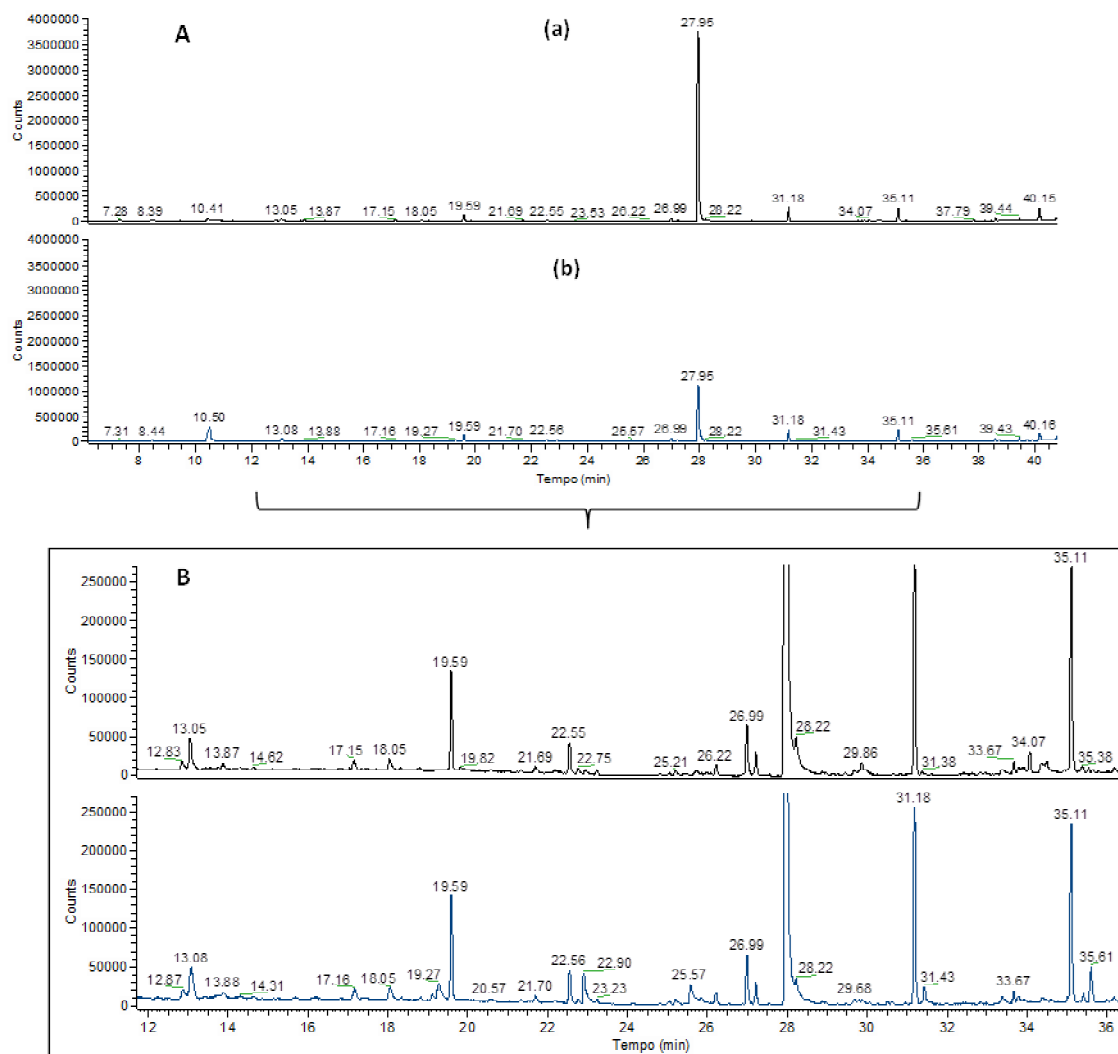 A
(a)
Counts
4000000
3500000
3000000
2500000
2000000
1500000
1000000
500000
0
7.28 8.39 10.41 13.05 13.87 17.15 18.05 19.59 21.69 22.55 23.53 26.22 26.99 27.95 28.22 31.18 34.07 35.11 37.79 39.44 40.15
(b)
Counts
4000000
3500000
3000000
2500000
2000000
1500000
1000000
500000
0
7.31 8.44 10.50 13.08 13.88 17.16 19.27 19.59 21.70 22.56 25.57 26.99 27.95 28.22 31.18 31.43 35.11 35.61 39.43 40.16
8 10 12 14 16 18 20 22 24 26 28 30 32 34 36 38 40
Tempo (min)
B
Counts
250000
200000
150000
100000
50000
0
12.83 13.05 13.87 14.62 17.15 18.05 19.59 19.82 21.69 22.55 22.75 25.21 26.22 26.99 28.22 29.86 31.38 33.67 34.07 35.11 35.38
Counts
250000
200000
150000
100000
50000
0
12.87 13.08 13.88 14.31 17.16 18.05 19.27 19.59 20.57 21.70 22.56 22.90 23.23 25.57 26.99 28.22 29.68 31.18 31.43 33.67 35.11 35.61
12 14 16 18 20 22 24 26 28 30 32 34 36
Tempo (min)